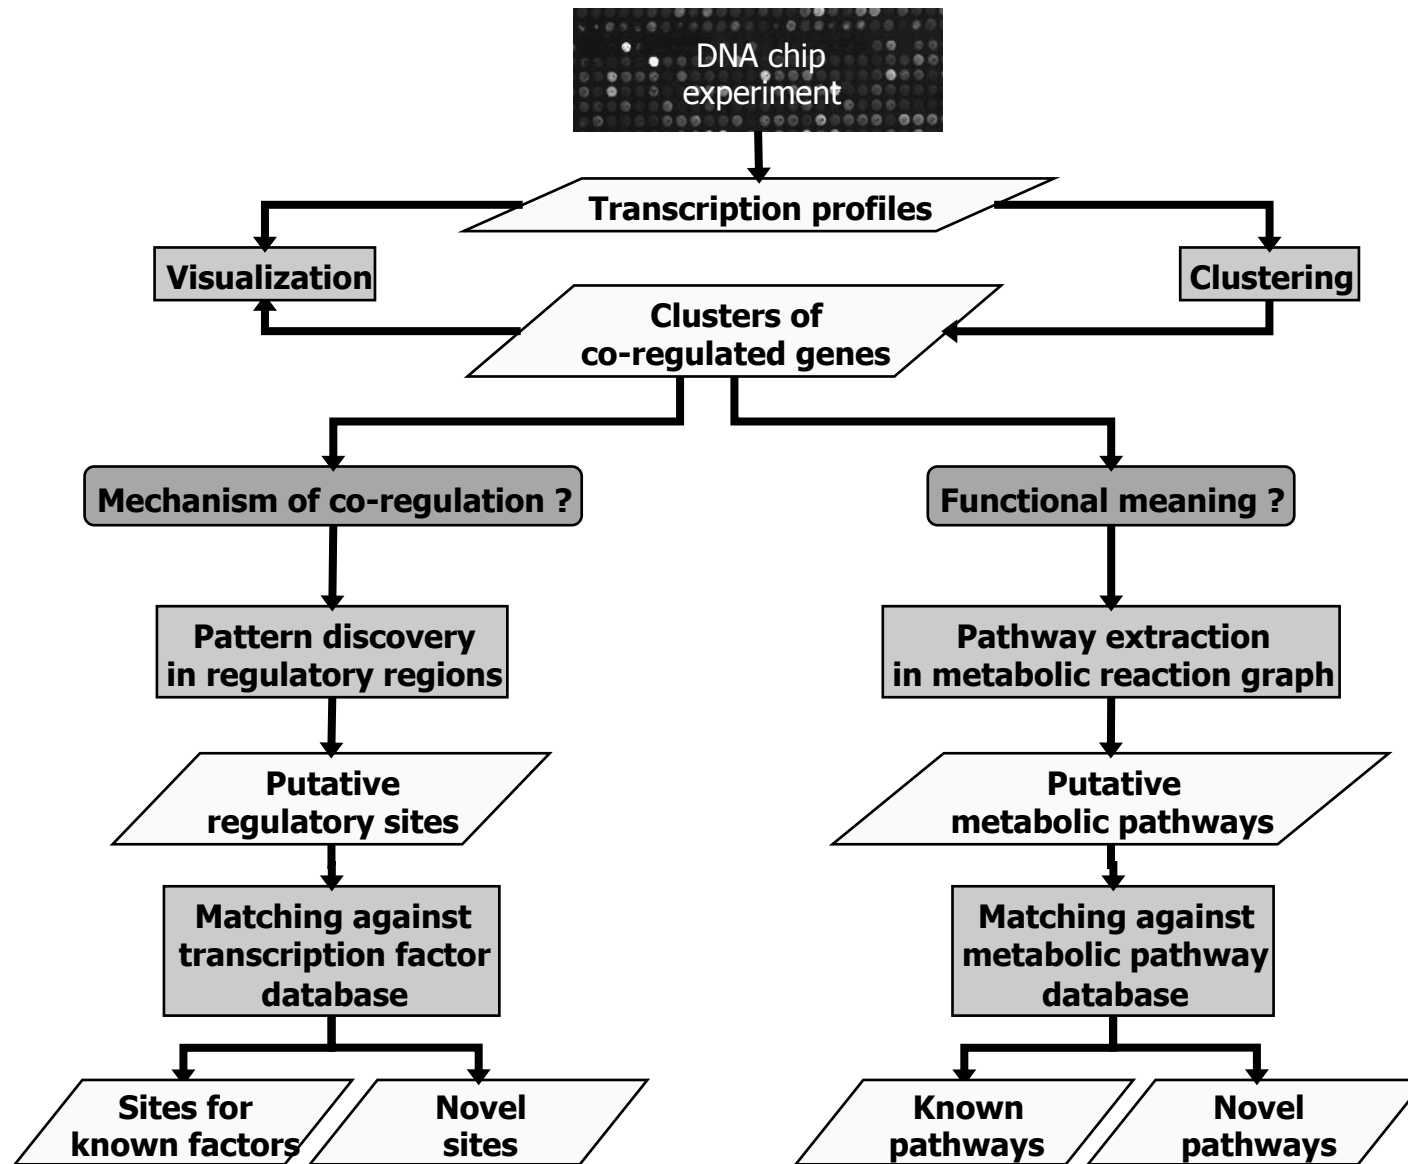 DNA chip
experiment
Transcription profiles
Visualization
Clustering
Clusters of
co-regulated genes
Mechanism of co-regulation ?
Functional meaning ?
Pattern discovery
in regulatory regions
Pathway extraction
in metabolic reaction graph
Putative
regulatory sites
Putative
metabolic pathways
Matching against
transcription factor
database
Matching against
metabolic pathway
database
Sites for
known factors
Novel
sites
Known
pathways
Novel
pathways